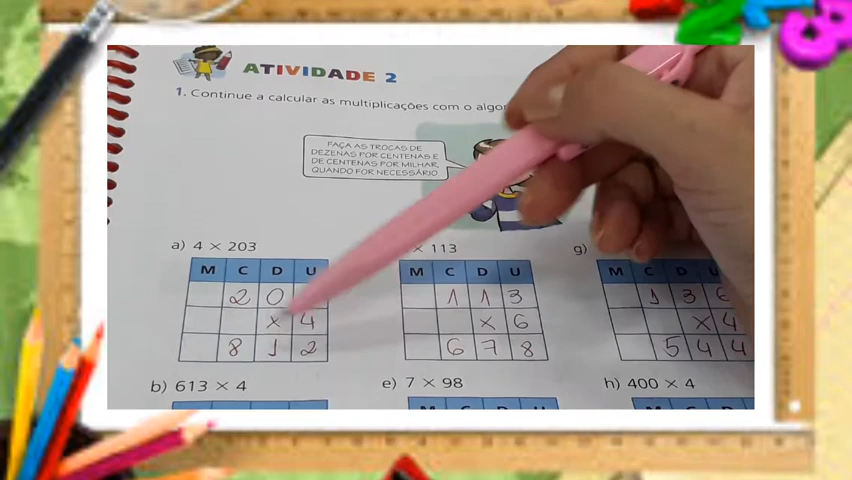 ATIVIDADE 2
1. Continue a calcular as multiplicações com o
FAÇA AS TROCAS DE
DEZENAS POR CENTENAS E
DE CENTENAS POR MILHAR,
QUANDO FOR NECESSÁRIO.
a) 4 × 203
M C D U
2 0
× 4
8 1 2
× 113
M C D U
1 1 3
× 6
6 7 8
g)
M C D U
1 3 6
× 4
5 4 4
b) 613 × 4
e) 7 × 98
h) 400 × 4